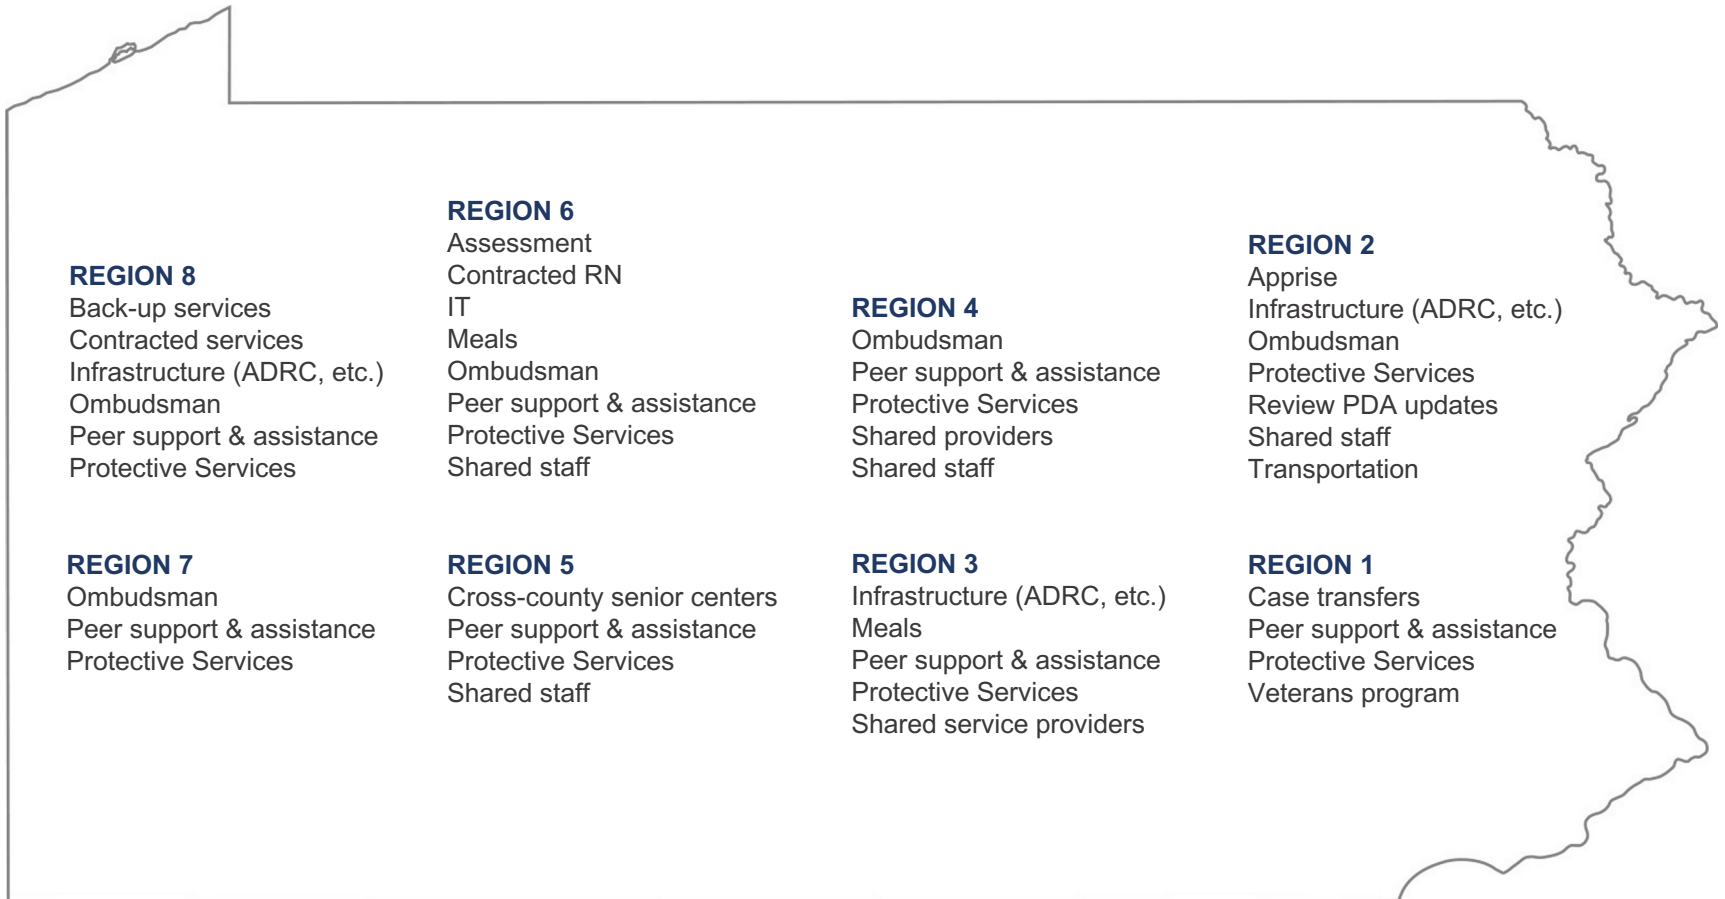 REGION 8
Back-up services
Contracted services
Infrastructure (ADRC, etc.)
Ombudsman
Peer support & assistance
Protective Services
REGION 6
Assessment
Contracted RN
IT
Meals
Ombudsman
Peer support & assistance
Protective Services
Shared staff
REGION 4
Ombudsman
Peer support & assistance
Protective Services
Shared providers
Shared staff
REGION 2
Apprise
Infrastructure (ADRC, etc.)
Ombudsman
Protective Services
Review PDA updates
Shared staff
Transportation
REGION 7
Ombudsman
Peer support & assistance
Protective Services
REGION 5
Cross-county senior centers
Peer support & assistance
Protective Services
Shared staff
REGION 3
Infrastructure (ADRC, etc.)
Meals
Peer support & assistance
Protective Services
Shared service providers
REGION 1
Case transfers
Peer support & assistance
Protective Services
Veterans program